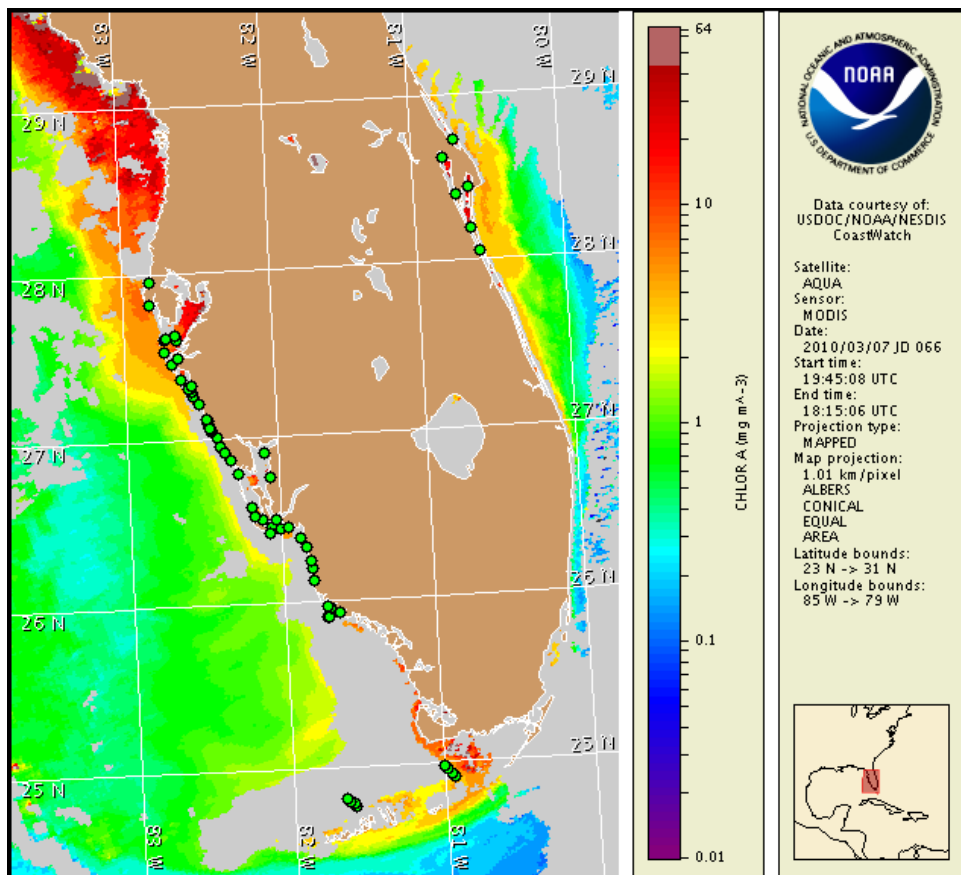 83 W
82 W
81 W
80 W
29 N
29 N
28 N
28 N
27 N
27 N
26 N
26 N
25 N
25 N
83 W
82 W
81 W
64
10
1
0.1
0.01
CHLORA (mg m^-3)
NATIONAL OCEANIC AND ATMOSPHERIC ADMINISTRATION
NOAA
U.S. DEPARTMENT OF COMMERCE
Data courtesy of:
USDOC/NOAA/NESDIS
CoastWatch
Satellite:
AQUA
Sensor:
MODIS
Date:
2010/03/07 JD 066
Start time:
19:45:08 UTC
End time:
18:15:06 UTC
Projection type:
MAPPED
Map projection:
1.01 km/pixel
ALBERS
CONICAL
EQUAL
AREA
Latitude bounds:
23 N -> 31 N
Longitude bounds:
85 W -> 79 W